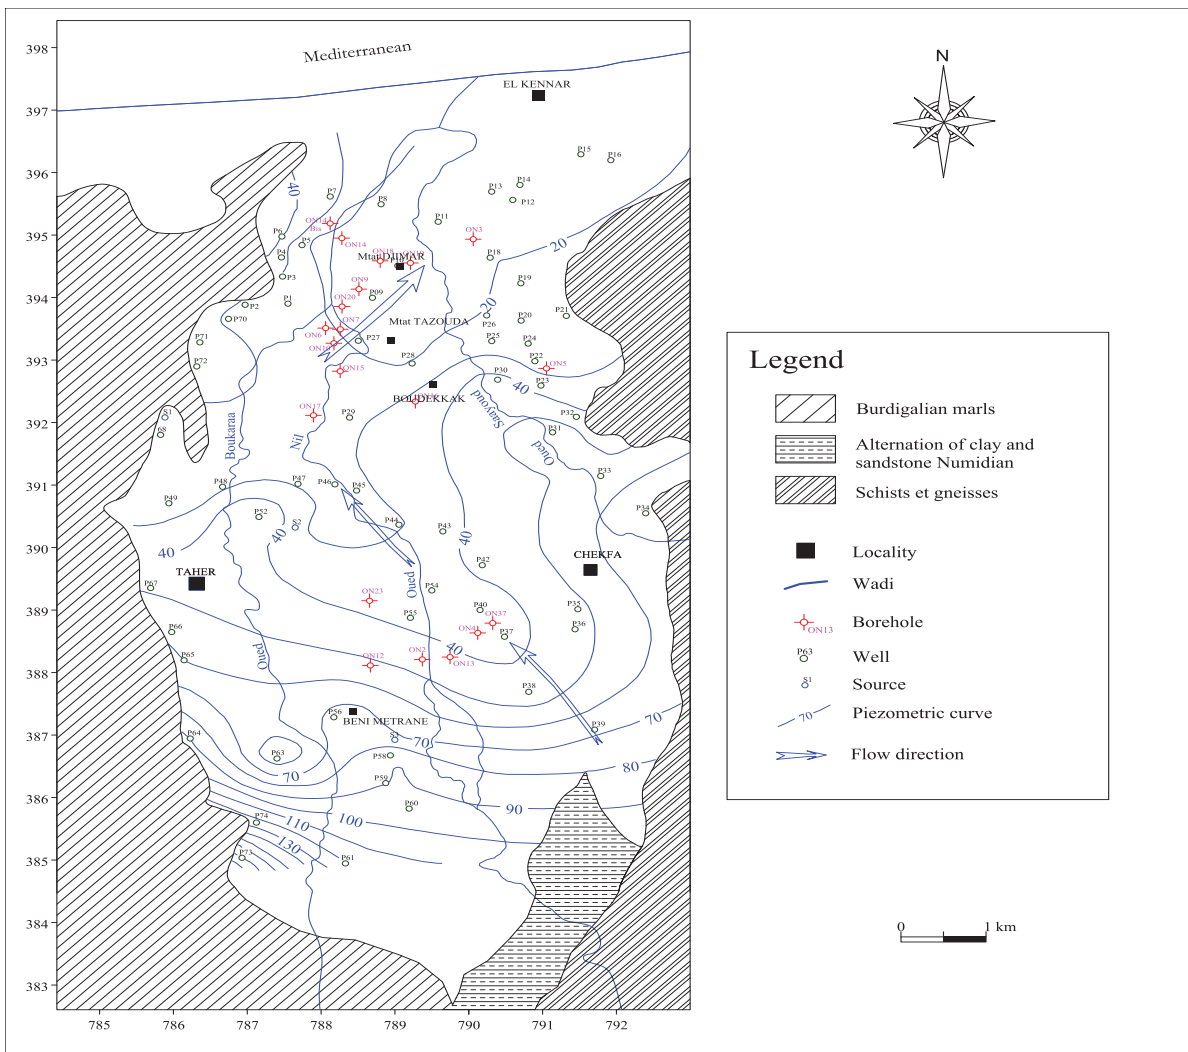 398
397
396
395
394
393
392
391
390
389
388
387
386
385
384
383
785
786
787
788
789
790
791
792
Mediterranean
EL KENNAR
P15
P16
P14
P13
P12
P7
P8
P11
ON3
ON14
Bis
ON14
P6
P5
P4
P3
ON18
Mtat DJIMAR
P18
20
40
P19
ON9
P09
P1
P2
P70
ON20
ON7
ON6
20
P26
P20
P21
Mtat TAZOUDA
P71
P72
P27
P28
P25
P24
P22
ON5
P23
P30
ON15
BOUDEKKAK
40
ON17
P29
S1
68
P32
P31
Boukaraa
Nil
Saayoud
Oued
P33
P34
P49
P48
P47
P46
P45
P52
S2
P44
P43
40
40
40
P42
CHEKFA
TAHER
P67
ON23
P54
Oued
P55
P40
ON37
ON4
P37
P35
P36
P66
P65
Oued
40
ON12
ON2
ON13
P38
P56
BENI METRANE
S3
70
70
P39
P64
P63
70
P58
80
P59
P60
90
100
110
P74
130
P73
P61
N
Legend
Burdigalian marls
Alternation of clay and
sandstone Numidian
Schists et gneisses
Locality
Wadi
ON13
Borehole
P63
Well
S1
Source
70
Piezometric curve
Flow direction
0
1 km